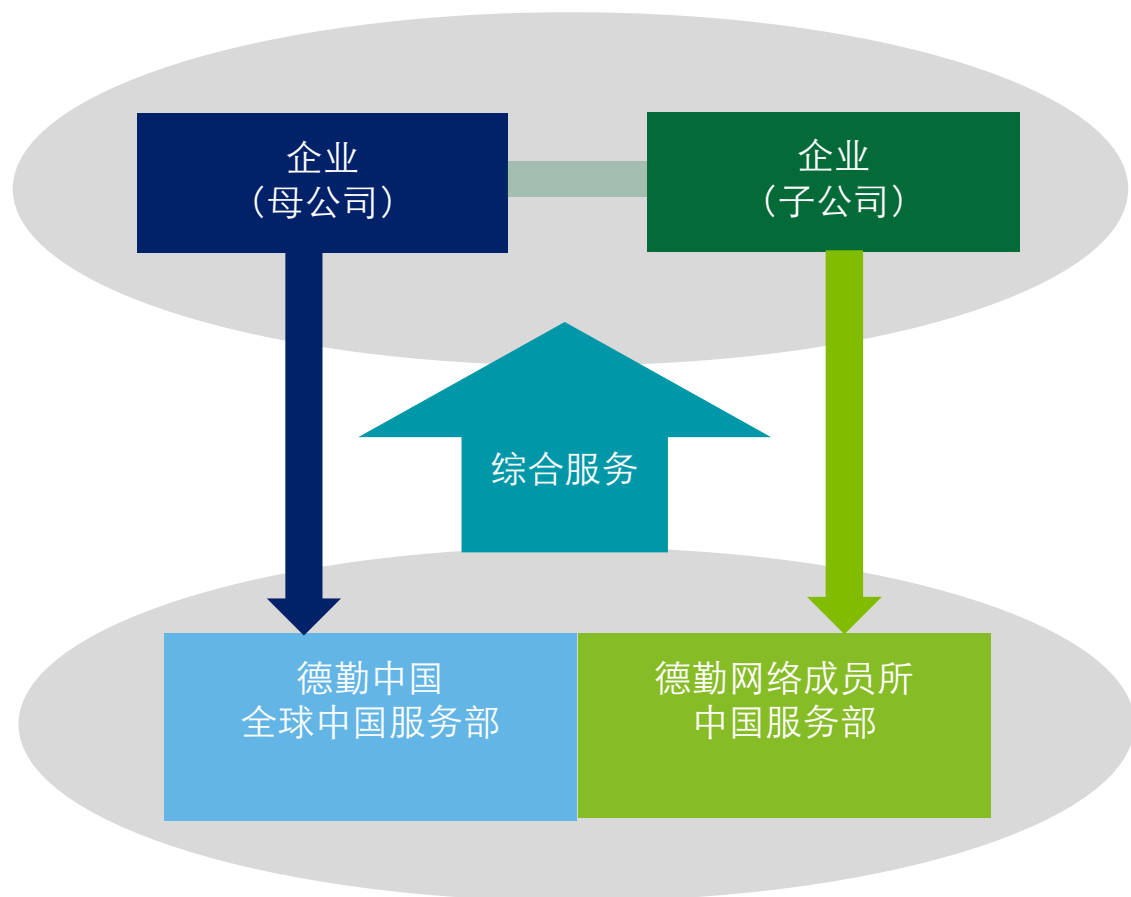 企业
（母公司）
企业
（子公司）
综合服务
德勤中国
全球中国服务部
德勤网络成员所
中国服务部